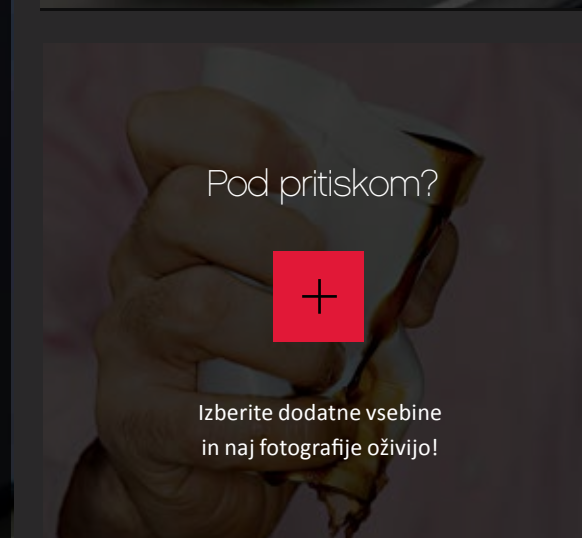 Pod pritiskom?
Izberite dodatne vsebine
in naj fotografije oživijo!